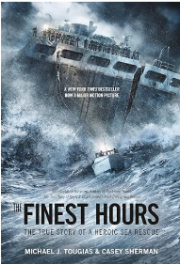 A NEW YORK TIMES BESTSELLER
NOW A MAJOR MOTION PICTURE
THE
FINEST HOURS
THE TRUE STORY OF A HEROIC SEA RESCUE
MICHAEL J. TOUGIAS & CASEY SHERMAN